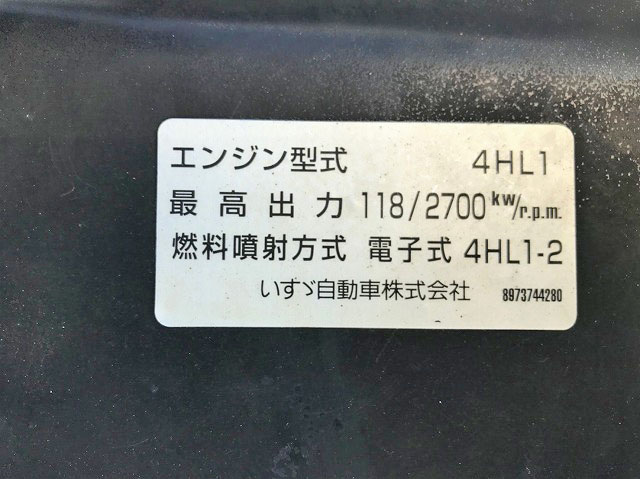 エンジン型式 4HL1
最高出力 118/2700 kw/r.p.m.
燃料噴射方式 電子式 4HL1-2
いすゞ自動車株式会社 8973744280